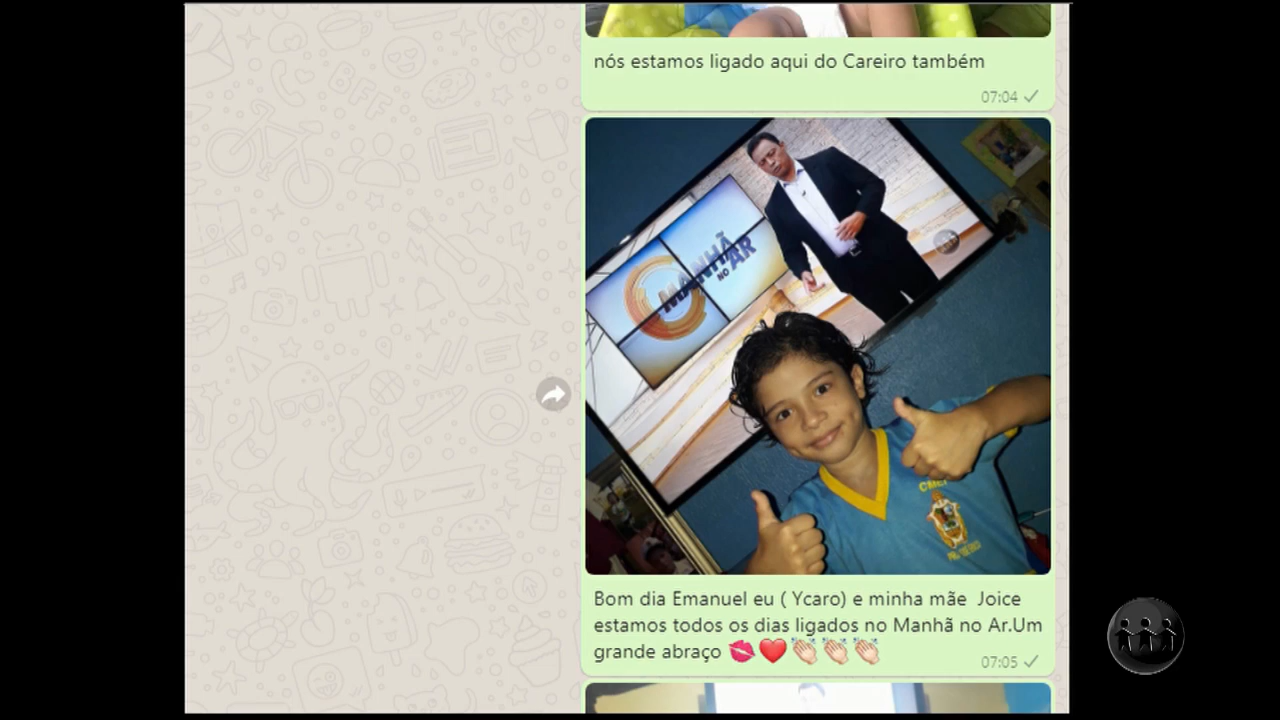 nós estamos ligado aqui do Careiro também
07:04
MANHÃ
NO AR
CMEI
Bom dia Emanuel eu ( Ycaro) e minha mãe Joice
estamos todos os dias ligados no Manhã no Ar.Um
grande abraço 💋❤️👏🏻👏🏻👏🏻
07:05